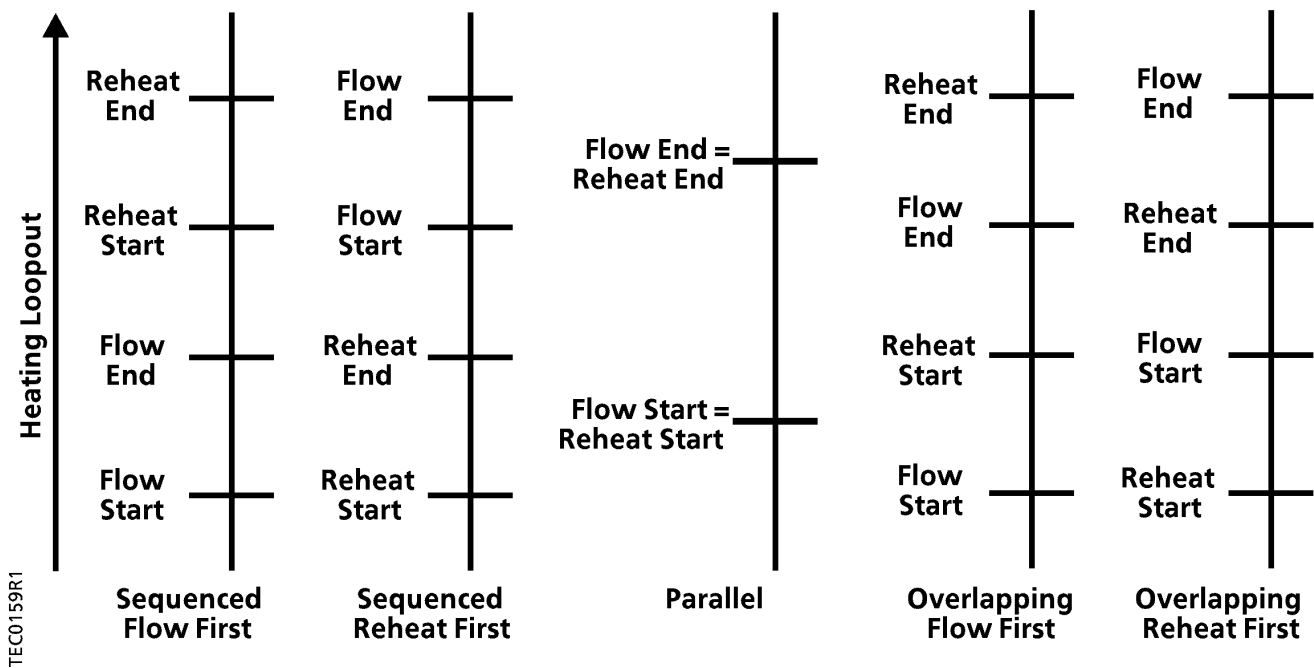 Heating Loopout
TEC0159R1
Reheat
End
Reheat
Start
Flow
End
Flow
Start
Sequenced
Flow First
Flow
End
Flow
Start
Reheat
End
Reheat
Start
Sequenced
Reheat First
Flow End =
Reheat End
Flow Start =
Reheat Start
Parallel
Reheat
End
Flow
End
Reheat
Start
Flow
Start
Overlapping
Flow First
Flow
End
Reheat
End
Flow
Start
Reheat
Start
Overlapping
Reheat First